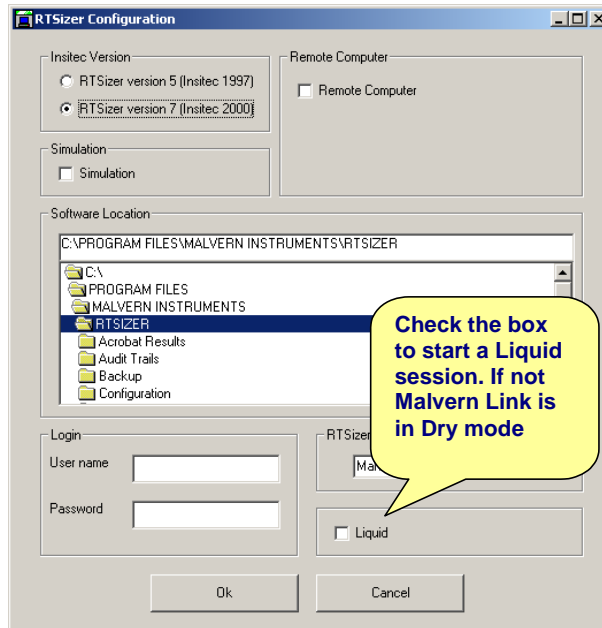 RTSizer Configuration
Insitec Version
RTSizer version 5 (Insitec 1997)
RTSizer version 7 (Insitec 2000)
Remote Computer
Remote Computer
Simulation
Simulation
Software Location
C:\PROGRAM FILES\MALVERN INSTRUMENTS\RTSIZER
C:\
PROGRAM FILES
MALVERN INSTRUMENTS
RTSIZER
Acrobat Results
Audit Trails
Backup
Configuration
Check the box
to start a Liquid
session. If not
Malvern Link is
in Dry mode
Login
User name
Password
RTSizer
Liquid
Ok
Cancel